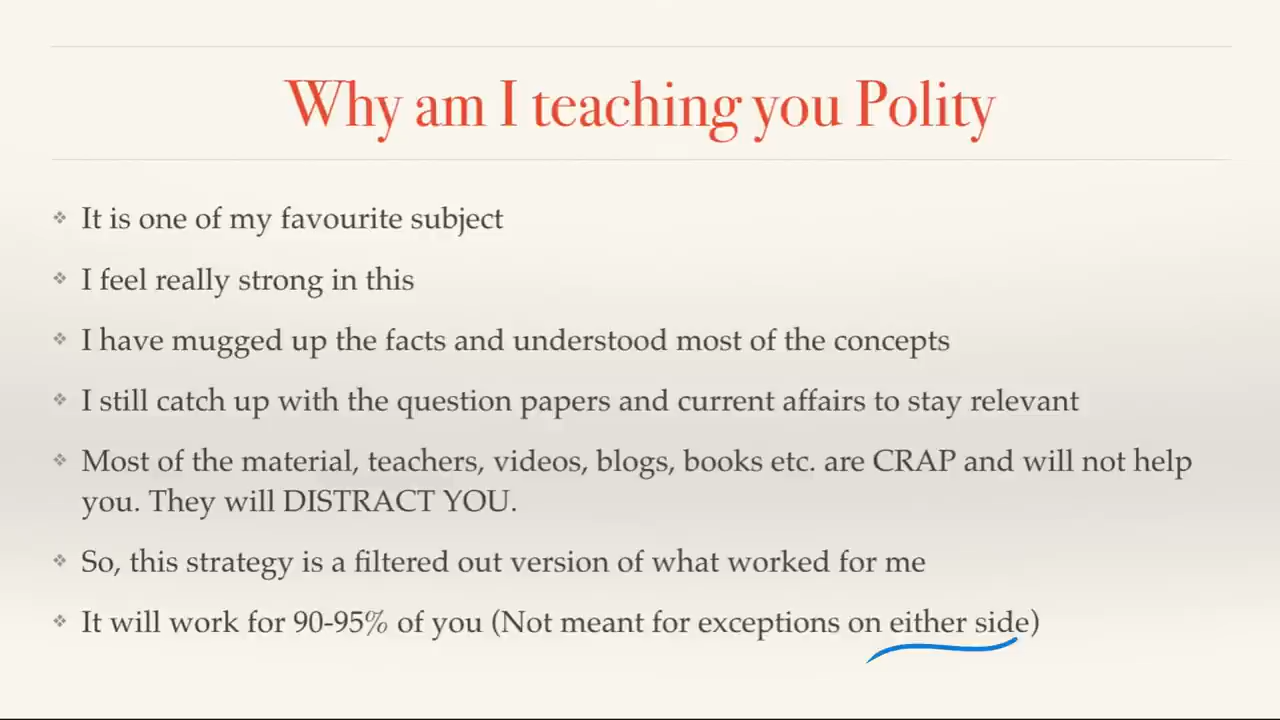 Why am I teaching you Polity
It is one of my favourite subject
I feel really strong in this
I have mugged up the facts and understood most of the concepts
I still catch up with the question papers and current affairs to stay relevant
Most of the material, teachers, videos, blogs, books etc. are CRAP and will not help
you. They will DISTRACT YOU.
So, this strategy is a filtered out version of what worked for me
It will work for 90-95% of you (Not meant for exceptions on either side)